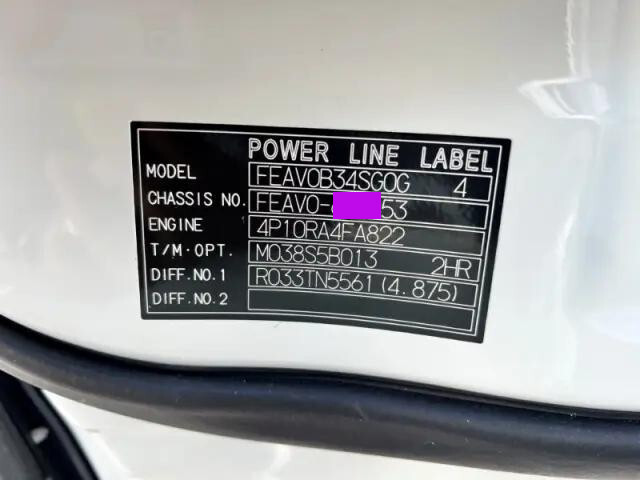 POWER LINE LABEL
MODEL FEAV0B34SG0G 4
CHASSIS NO. FEAV0- 53
ENGINE 4P10RA4FA822
T/M·OPT. M038S5B013 2HR
DIFF.NO.1 R033TN5561(4.875)
DIFF.NO.2